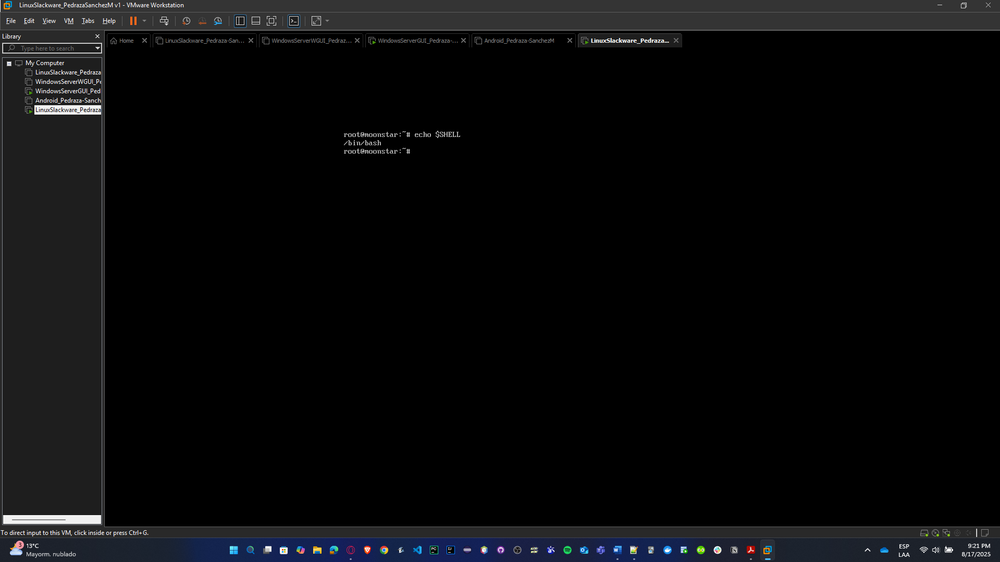 LinuxSlackware_PedrazaSanchezM v1 - VMware Workstation
File Edit View VM Tabs Help
Library
Type here to search
My Computer
LinuxSlackware_Pedraza
WindowsServerWGUI_Pe
WindowsServerGUI_Ped
Android_Pedraza-Sanch
LinuxSlackware_Pedraza
Home
LinuxSlackware_Pedraza-San...
WindowsServerWGUI_Pedraz...
WindowsServerGUI_Pedraza-...
Android_Pedraza-SanchezM
LinuxSlackware_Pedraza...
root@moonstar:~# echo $SHELL
/bin/bash
root@moonstar:~#
To direct input to this VM, click inside or press Ctrl+G.
3
13°C
Mayorm. nublado
PC
IJ
ESP
LAA
9:21 PM
8/17/2025